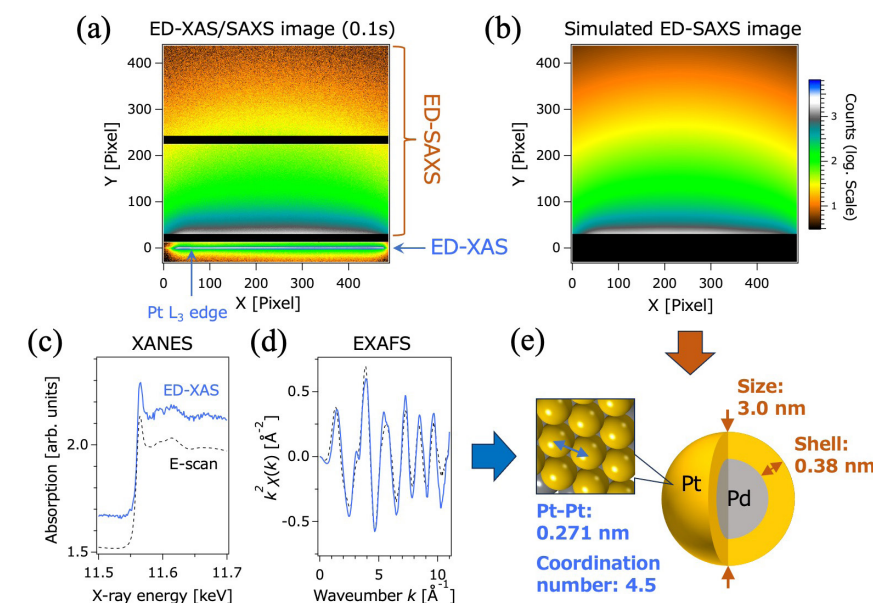 (a)
ED-XAS/SAXS image (0.1s)
400
300
200
100
0
Y [Pixel]
0 100 200 300 400
X [Pixel]
ED-SAXS
ED-XAS
Pt L3 edge
(b)
Simulated ED-SAXS image
400
300
200
100
0
Y [Pixel]
0 100 200 300 400
X [Pixel]
3
2
1
Counts (log. Scale)
(c)
XANES
ED-XAS
E-scan
2.0
1.5
Absorption [arb. units]
11.5 11.6 11.7
X-ray energy [keV]
(d)
EXAFS
0.5
0.0
-0.5
k² χ(k) [Å⁻²]
0 5 10
Waveumber k [Å⁻¹]
(e)
Size:
3.0 nm
Shell:
0.38 nm
Pt
Pd
Pt-Pt:
0.271 nm
Coordination
number: 4.5